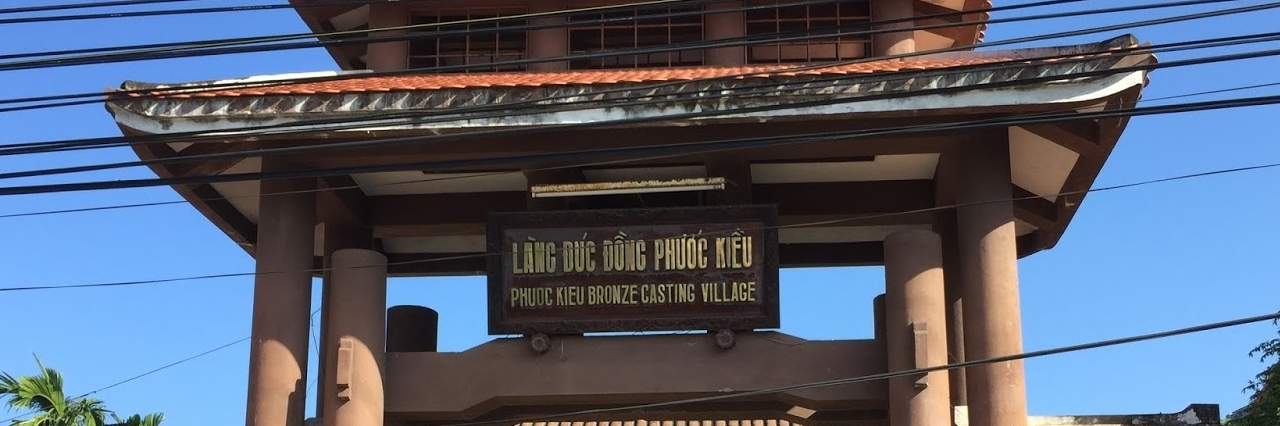 LÀNG ĐÚC ĐỒNG PHƯỚC KIỀU
PHUOC KIEU BRONZE CASTING VILLAGE